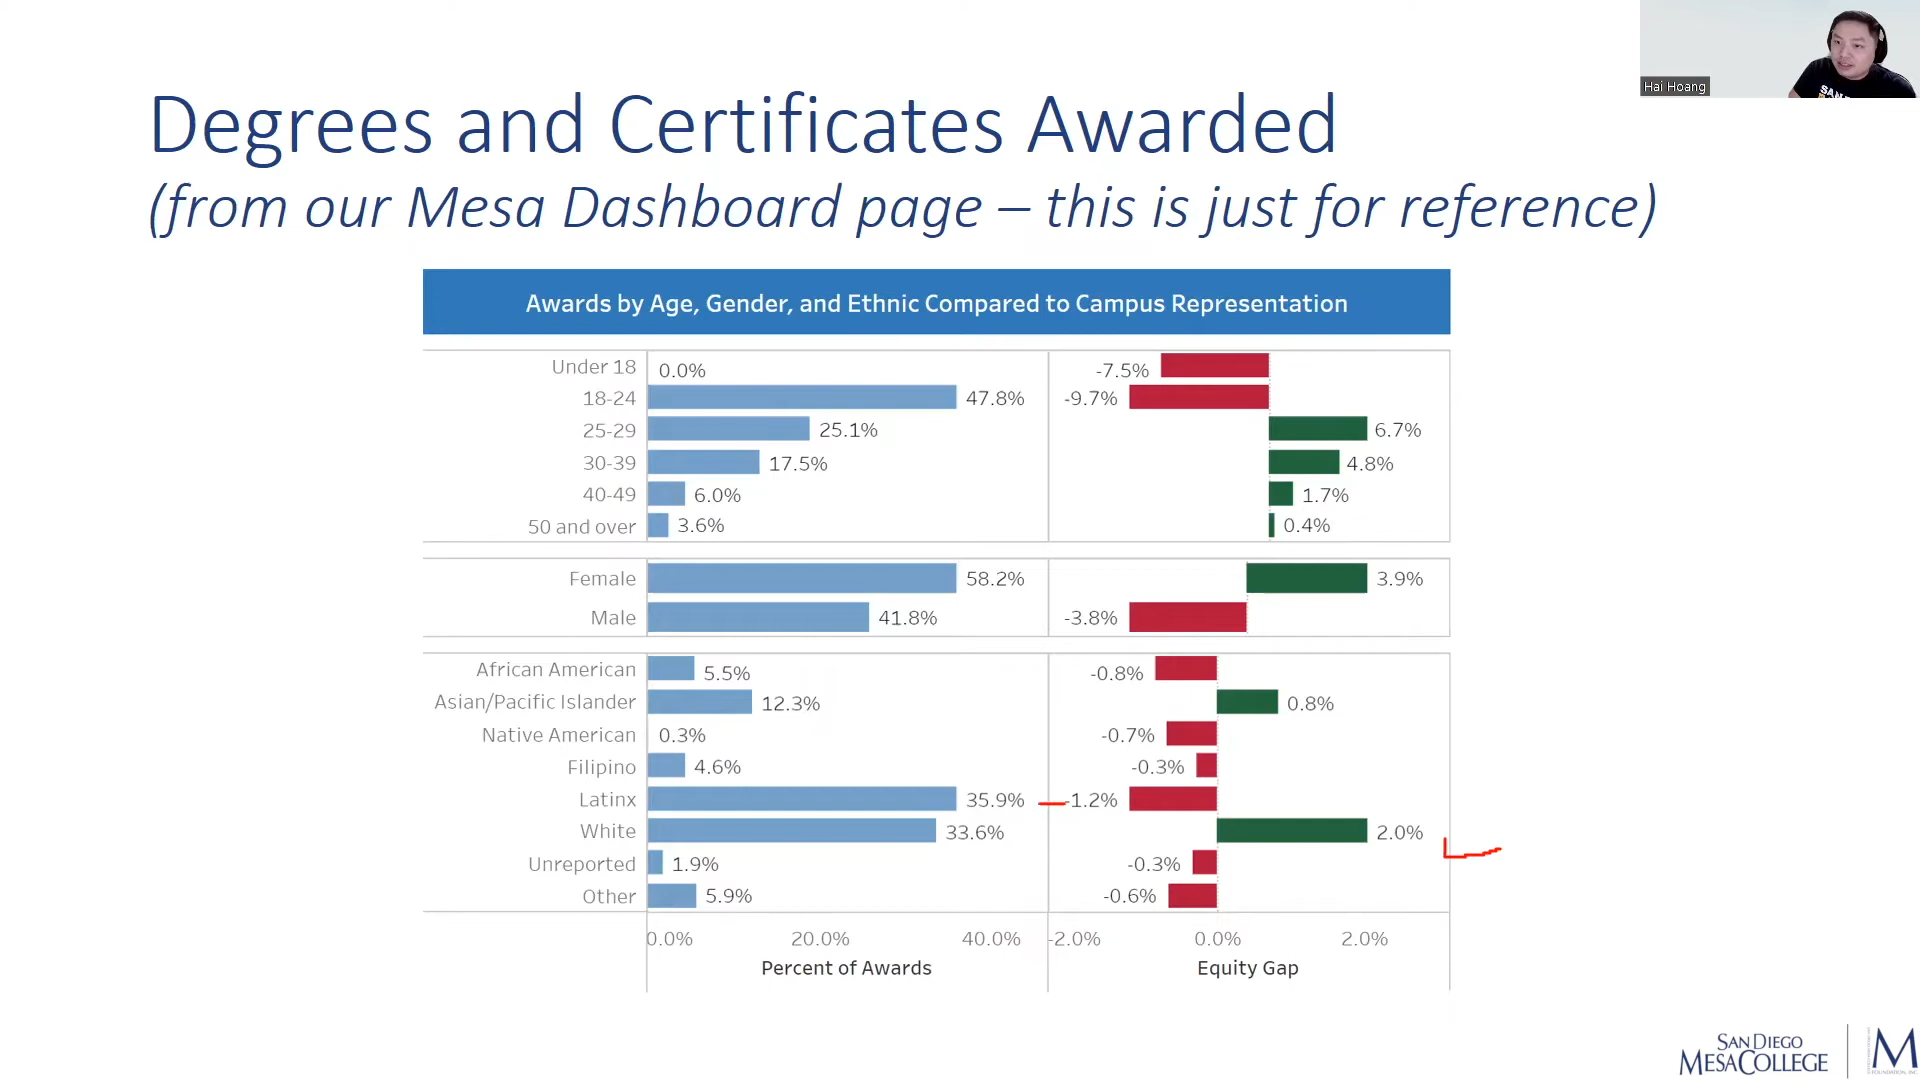 Hai Hoang
SAN
Degrees and Certificates Awarded
(from our Mesa Dashboard page – this is just for reference)
Awards by Age, Gender, and Ethnic Compared to Campus Representation
Under 18 0.0% -7.5%
18-24 47.8% -9.7%
25-29 25.1% 6.7%
30-39 17.5% 4.8%
40-49 6.0% 1.7%
50 and over 3.6% 0.4%
Female 58.2% 3.9%
Male 41.8% -3.8%
African American 5.5% -0.8%
Asian/Pacific Islander 12.3% 0.8%
Native American 0.3% -0.7%
Filipino 4.6% -0.3%
Latinx 35.9% -1.2%
White 33.6% 2.0%
Unreported 1.9% -0.3%
Other 5.9% -0.6%
0.0% 20.0% 40.0% -2.0% 0.0% 2.0%
Percent of Awards Equity Gap
SAN DIEGO
MESA COLLEGE
M
FOUNDATION, INC